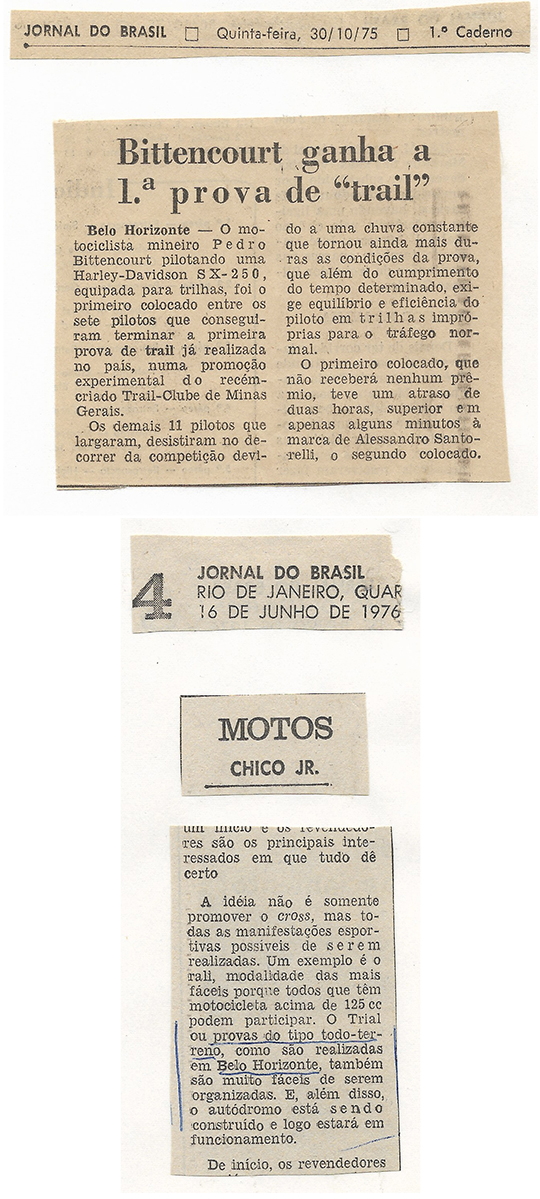 JORNAL DO BRASIL □ Quinta-feira, 30/10/75 □ 1.º Caderno
Bittencourt ganha a
1.ª prova de “trail”
Belo Horizonte — O mo-
tociclista mineiro Pedro
Bittencourt pilotando uma
Harley-Davidson SX-250,
equipada para trilhas, foi o
primeiro colocado entre os
sete pilotos que consegui-
ram terminar a primeira
prova de trail já realizada
no país, numa promoção
experimental do recém-
criado Trail-Clube de Minas
Gerais.
Os demais 11 pilotos que
largaram, desistiram no de-
correr da competição devi-
do a uma chuva constante
que tornou ainda mais du-
ras as condições da prova,
que além do cumprimento
do tempo determinado, exi-
ge equilíbrio e eficiência do
piloto em trilhas impró-
prias para o tráfego nor-
mal.
O primeiro colocado, que
não receberá nenhum prê-
mio, teve um atraso de
duas horas, superior em
apenas alguns minutos à
marca de Alessandro Santo-
relli, o segundo colocado.
4
JORNAL DO BRASIL
RIO DE JANEIRO, QUAR
16 DE JUNHO DE 1976
MOTOS
CHICO JR.
um início e os revendedo-
res são os principais inte-
ressados em que tudo dê
certo
A idéia não é somente
promover o cross, mas to-
das as manifestações espor-
tivas possíveis de serem
realizadas. Um exemplo é o
rali, modalidade das mais
fáceis porque todos que têm
motocicleta acima de 125 cc
podem participar. O Trial
ou provas do tipo todo-ter-
reno, como são realizadas
em Belo Horizonte, também
são muito fáceis de serem
organizadas. E, além disso,
o autódromo está sendo
construído e logo estará em
funcionamento.
De início, os revendedores